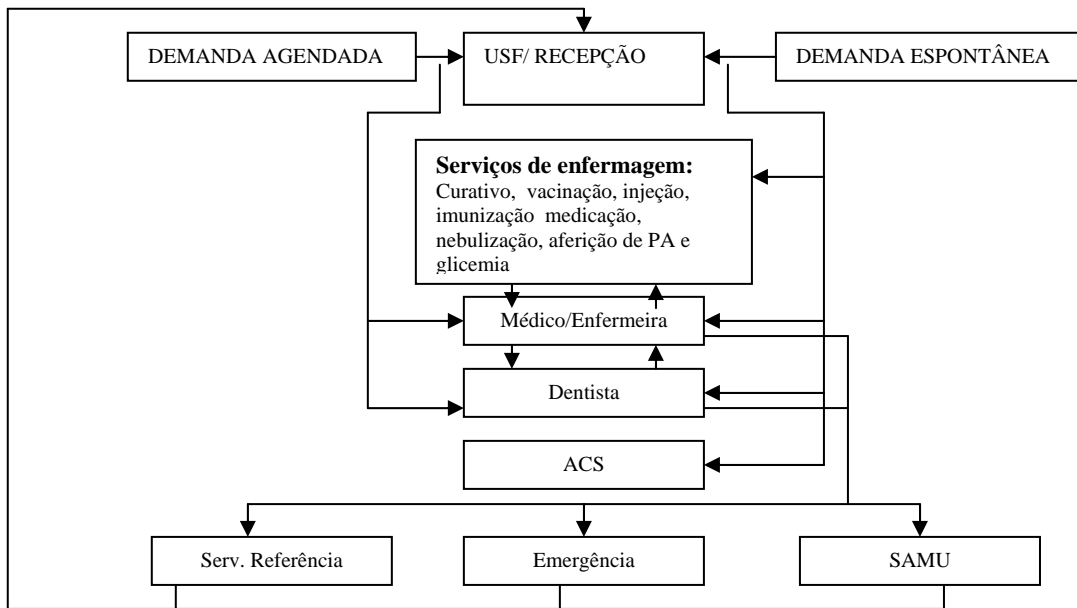 DEMANDA AGENDADA
USF/ RECEPÇÃO
DEMANDA ESPONTÂNEA
Serviços de enfermagem:
Curativo, vacinação, injeção,
imunização medicação,
nebulização, aferição de PA e
glicemia
Médico/Enfermeira
Dentista
ACS
Serv. Referência
Emergência
SAMU